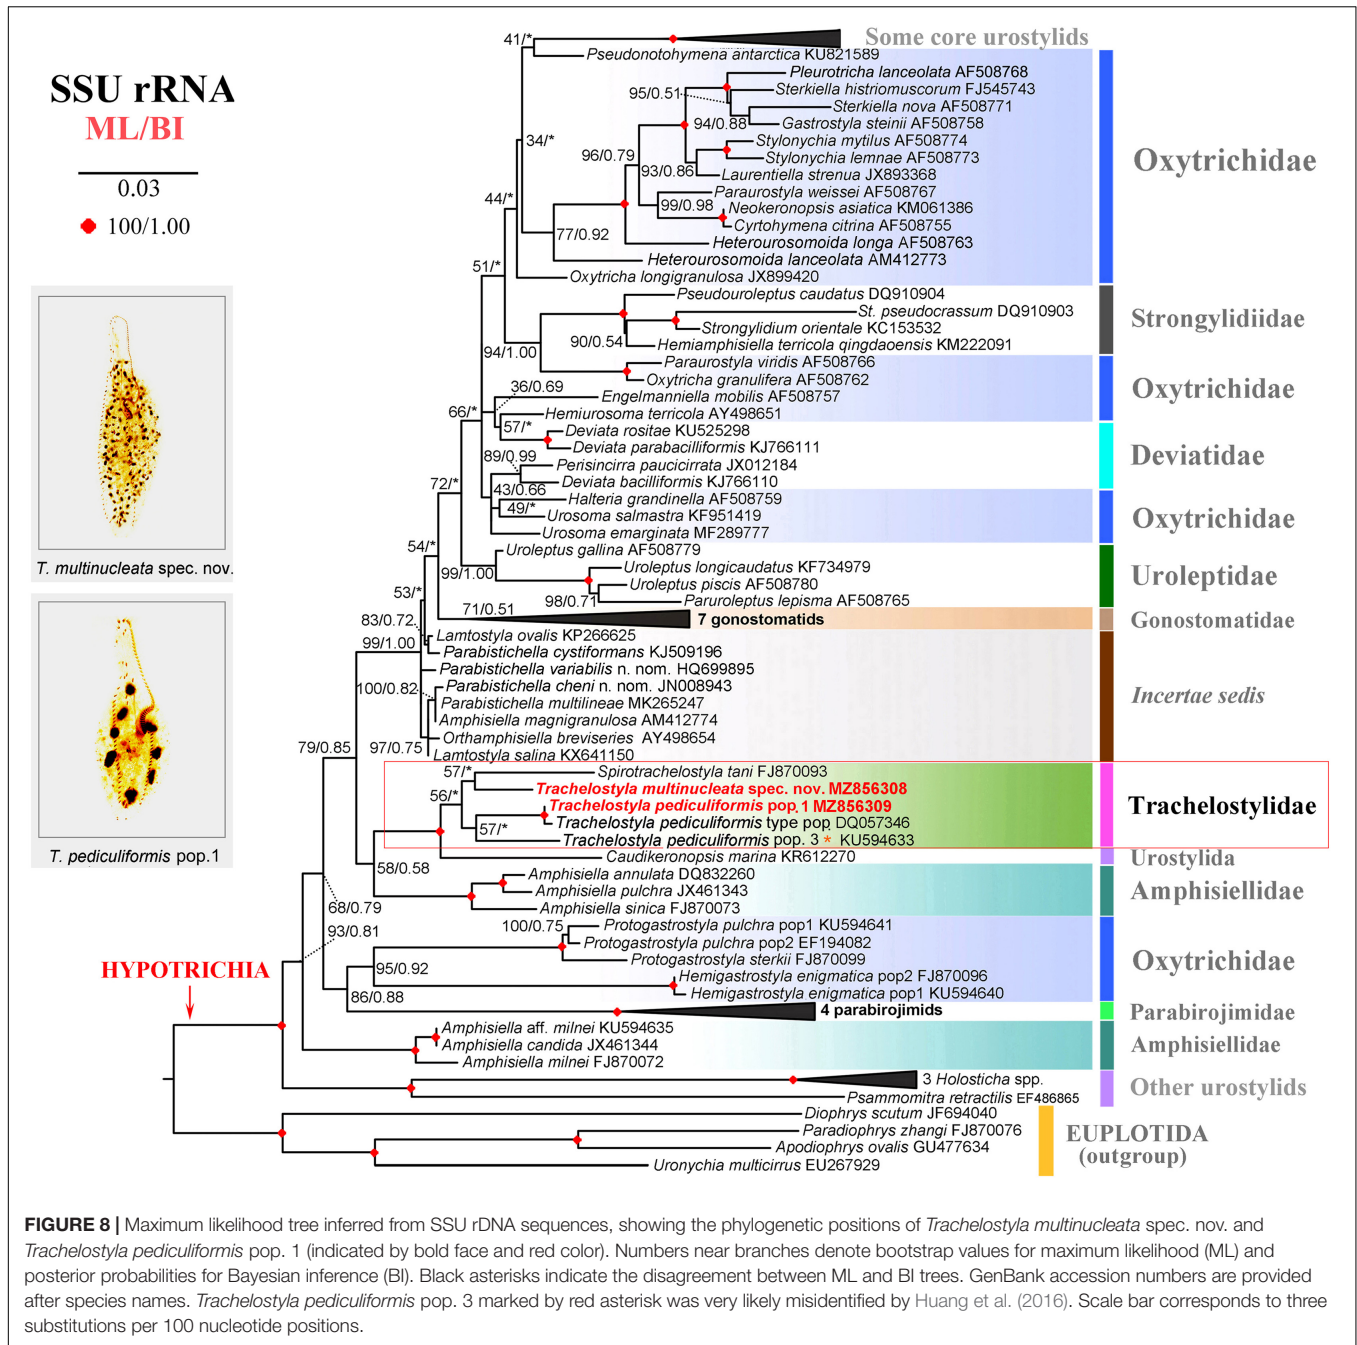 SSU rRNA
ML/BI
0.03
100/1.00
T. multinucleata spec. nov.
T. pediculiformis pop.1
HYPOTRICHIA
41/*
Some core urostylids
Pseudonotohymena antarctica KU821589
Pleurotricha lanceolata AF508768
95/0.51
Sterkiella histriomuscorum FJ545743
Sterkiella nova AF508771
94/0.88
Gastrostyla steinii AF508758
34/*
Stylonychia mytilus AF508774
96/0.79
Stylonychia lemnae AF508773
93/0.86
Laurentiella strenua JX893368
Oxytrichidae
Paraurostyla weissei AF508767
44/*
99/0.98
Neokeronopsis asiatica KM061386
Cyrtohymena citrina AF508755
77/0.92
Heterourosomoida longa AF508763
Heterourosomoida lanceolata AM412773
51/*
Oxytricha longigranulosa JX899420
Pseudouroleptus caudatus DQ910904
St. pseudocrassum DQ910903
Strongylidiidae
Strongylidium orientale KC153532
90/0.54
Hemiamphisiella terricola qingdaoensis KM222091
94/1.00
Paraurostyla viridis AF508766
Oxytricha granulifera AF508762
36/0.69
Oxytrichidae
Engelmanniella mobilis AF508757
66/*
Hemiurosoma terricola AY498651
57/*
Deviata rositae KU525298
Deviata parabacilliformis KJ766111
89/0.99
Deviatidae
Perisincirra paucicirrata JX012184
72/*
Deviata bacilliformis KJ766110
43/0.66
Halteria grandinella AF508759
49/*
Urosoma salmastra KF951419
Oxytrichidae
Urosoma emarginata MF289777
54/*
Uroleptus gallina AF508779
99/1.00
Uroleptus longicaudatus KF734979
Uroleptidae
Uroleptus piscis AF508780
53/*
98/0.71
Paruroleptus lepisma AF508765
71/0.51
7 gonostomatids
Gonostomatidae
83/0.72
Lamtostyla ovalis KP266625
99/1.00
Parabistichella cystiformans KJ509196
Parabistichella variabilis n. nom. HQ699895
100/0.82
Parabistichella cheni n. nom. JN008943
Incertae sedis
Parabistichella multilineae MK265247
Amphisiella magnigranulosa AM412774
Orthamphisiella breviseries AY498654
79/0.85
97/0.75
Lamtostyla salina KX641150
57/*
Spirotrachelostyla tani FJ870093
Trachelostyla multinucleata spec. nov. MZ856308
56/*
Trachelostyla pediculiformis pop. 1 MZ856309
Trachelostylidae
57/*
Trachelostyla pediculiformis type pop. DQ057346
Trachelostyla pediculiformis pop. 3 * KU594633
Caudikeronopsis marina KR612270
Urostylida
58/0.58
Amphisiella annulata DQ832260
Amphisiella pulchra JX461343
Amphisiellidae
68/0.79
Amphisiella sinica FJ870073
93/0.81
100/0.75
Protogastrostyla pulchra pop1 KU594641
Protogastrostyla pulchra pop2 EF194082
Protogastrostyla sterkii FJ870099
Oxytrichidae
95/0.92
Hemigastrostyla enigmatica pop2 FJ870096
86/0.88
Hemigastrostyla enigmatica pop1 KU594640
4 parabirojimids
Parabirojimidae
Amphisiella aff. milnei KU594635
Amphisiella candida JX461344
Amphisiellidae
Amphisiella milnei FJ870072
3 Holosticha spp.
Other urostylids
Psammomitra retractilis EF486865
Diophrys scutum JF694040
Paradiophrys zhangi FJ870076
EUPLOTIDA
Apodiophrys ovalis GU477634
(outgroup)
Uronychia multicirrus EU267929
FIGURE 8 | Maximum likelihood tree inferred from SSU rDNA sequences, showing the phylogenetic positions of Trachelostyla multinucleata spec. nov. and
Trachelostyla pediculiformis pop. 1 (indicated by bold face and red color). Numbers near branches denote bootstrap values for maximum likelihood (ML) and
posterior probabilities for Bayesian inference (BI). Black asterisks indicate the disagreement between ML and BI trees. GenBank accession numbers are provided
after species names. Trachelostyla pediculiformis pop. 3 marked by red asterisk was very likely misidentified by Huang et al. (2016). Scale bar corresponds to three
substitutions per 100 nucleotide positions.